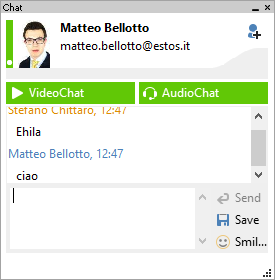 Chat
Matteo Bellotto
matteo.bellotto@estos.it
VideoChat
AudioChat
Stefano Chittaro, 12:47
Ehila
Matteo Bellotto, 12:47
ciao
Send
Save
Smil...